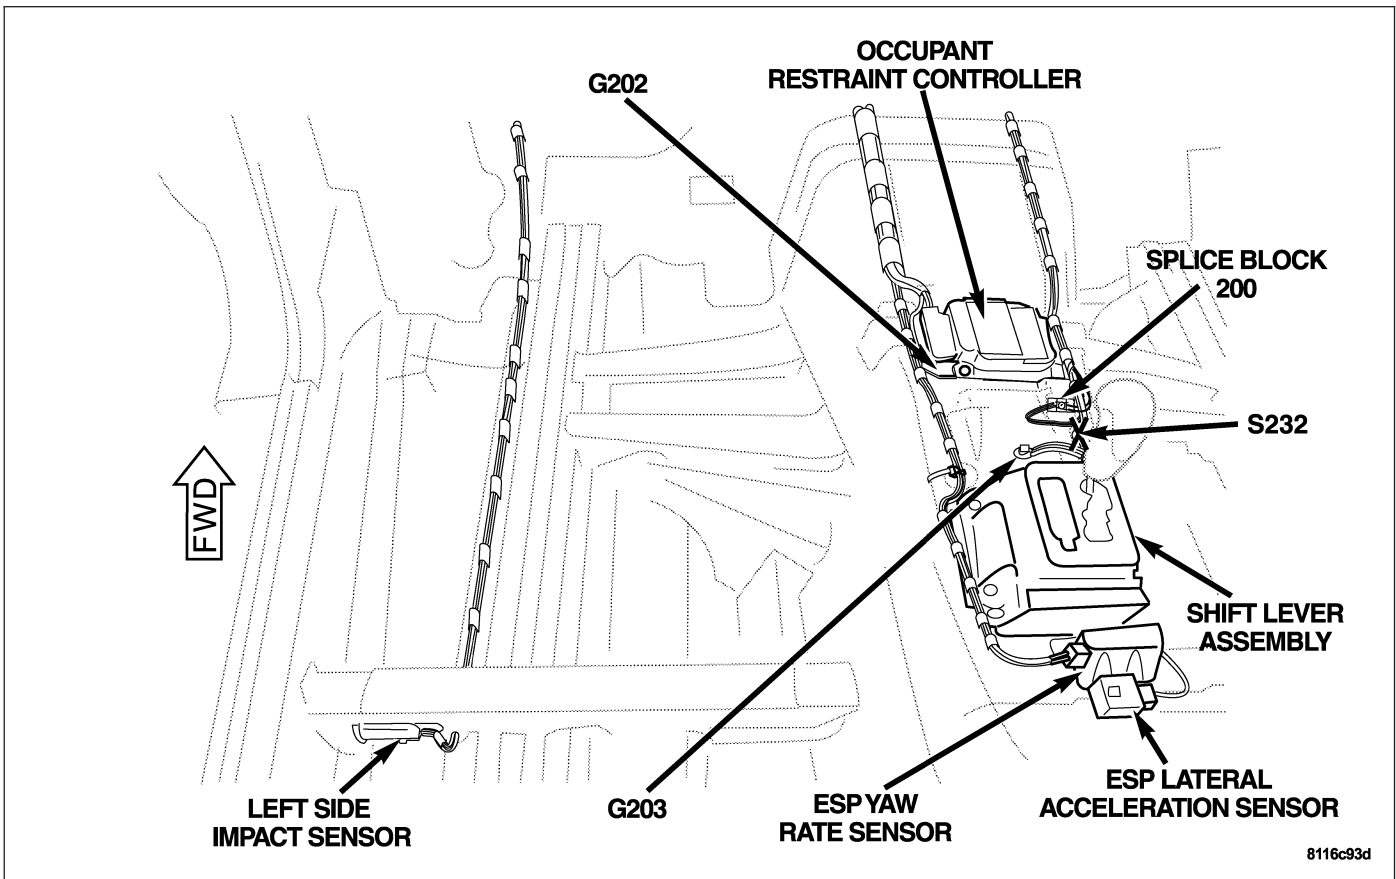 OCCUPANT
RESTRAINT CONTROLLER
G202
SPLICE BLOCK
200
S232
FWD
SHIFT LEVER
ASSEMBLY
LEFT SIDE
IMPACT SENSOR
G203
ESP YAW
RATE SENSOR
ESP LATERAL
ACCELERATION SENSOR
8116c93d